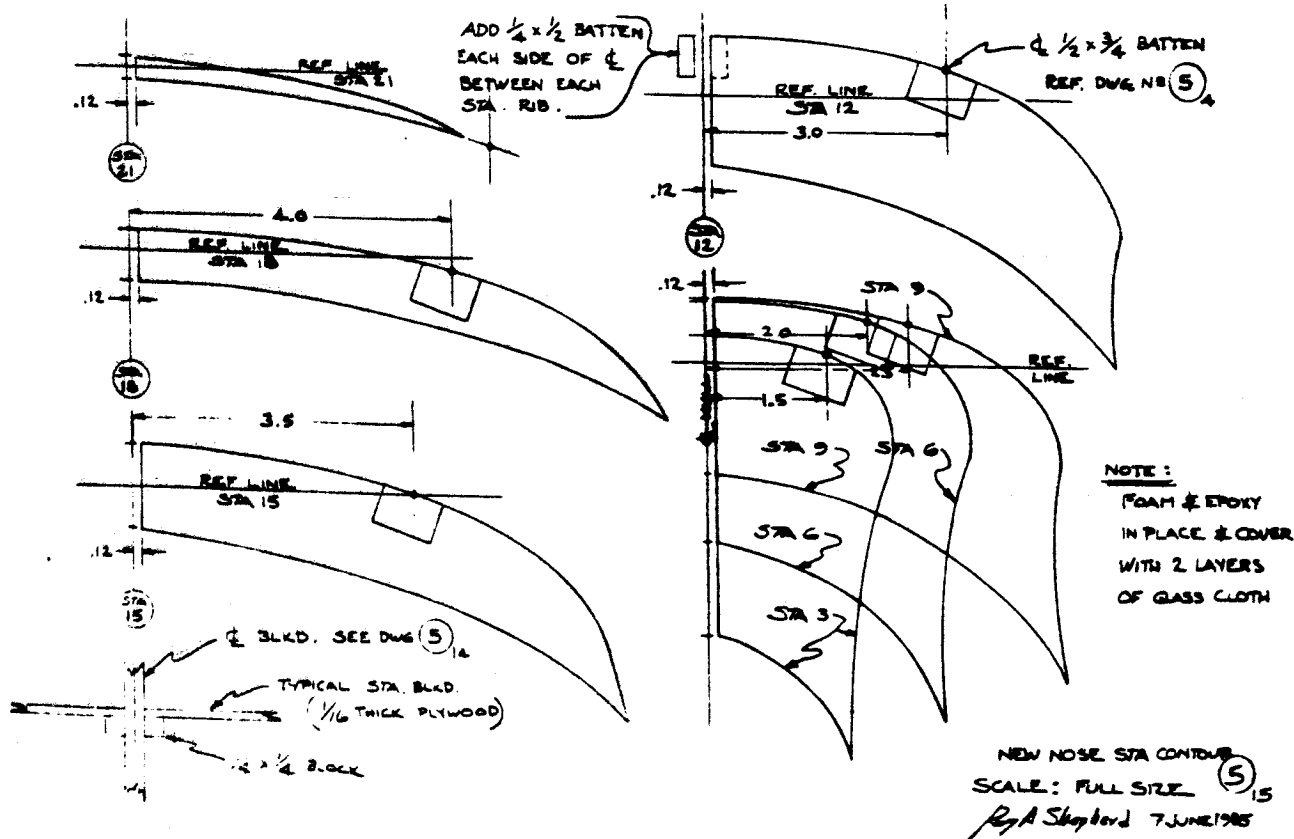 REF. LINE
STA 21
.12
STA
21
ADD 1/4 x 1/2 BATTEN
EACH SIDE OF ℄
BETWEEN EACH
STA. RIB.
℄ 1/2 x 3/4 BATTEN
REF. DWG Nº 5 4
REF. LINE
STA 12
3.0
.12
STA
12
4.0
REF. LINE
STA 18
.12
STA
18
3.5
REF. LINE
STA 15
.12
STA
15
.12
STA 9
2.0
2.5
REF.
LINE
1.5
STA 9
STA 6
STA 6
STA 3
NOTE:
FOAM & EPOXY
IN PLACE & COVER
WITH 2 LAYERS
OF GLASS CLOTH
℄ BLKD. SEE DWG 5 14
TYPICAL STA. BLKD.
(1/16 THICK PLYWOOD)
x 1/4 BLOCK
NEW NOSE STA CONTOUR
SCALE: FULL SIZE 5 15
Roy A Shepherd 7 JUNE 1985